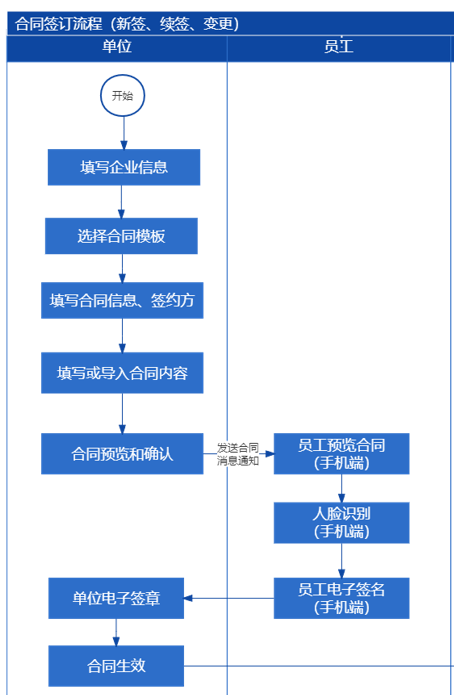 合同签订流程（新签、续签、变更）
单位
员工
开始
填写企业信息
选择合同模板
填写合同信息、签约方
填写或导入合同内容
合同预览和确认
发送合同
消息通知
员工预览合同
（手机端）
人脸识别
（手机端）
员工电子签名
（手机端）
单位电子签章
合同生效